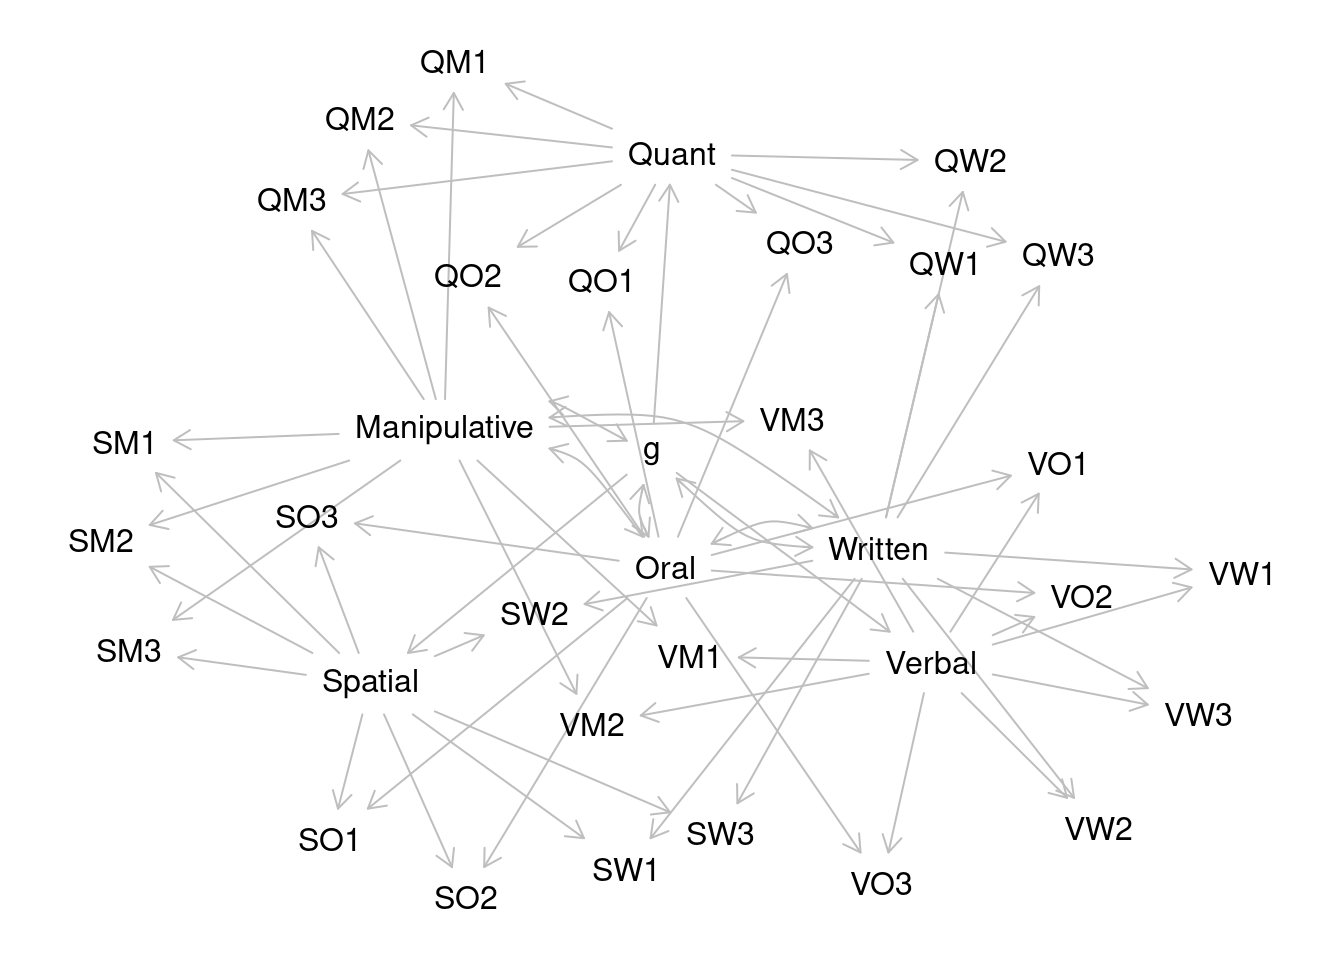 QM1
QM2
Quant
QW2
QM3
QO3
QW3
QW1
QO2
QO1
VM3
Manipulative
SM1
g
VO1
SO3
SM2
Written
Oral
VW1
VO2
SW2
SM3
VM1
Verbal
Spatial
VW3
VM2
VW2
SW3
SO1
SW1
VO3
SO2